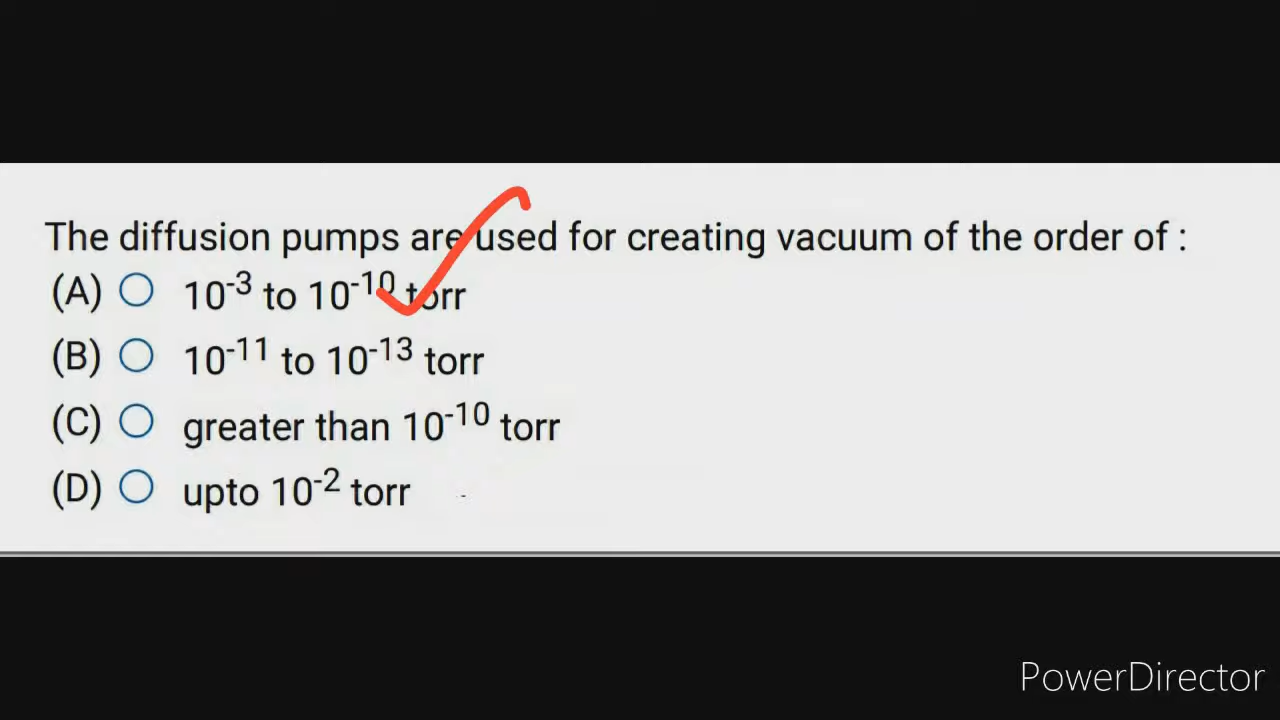 The diffusion pumps are used for creating vacuum of the order of :
(A) 10⁻³ to 10⁻¹⁰ torr
(B) 10⁻¹¹ to 10⁻¹³ torr
(C) greater than 10⁻¹⁰ torr
(D) upto 10⁻² torr
PowerDirector